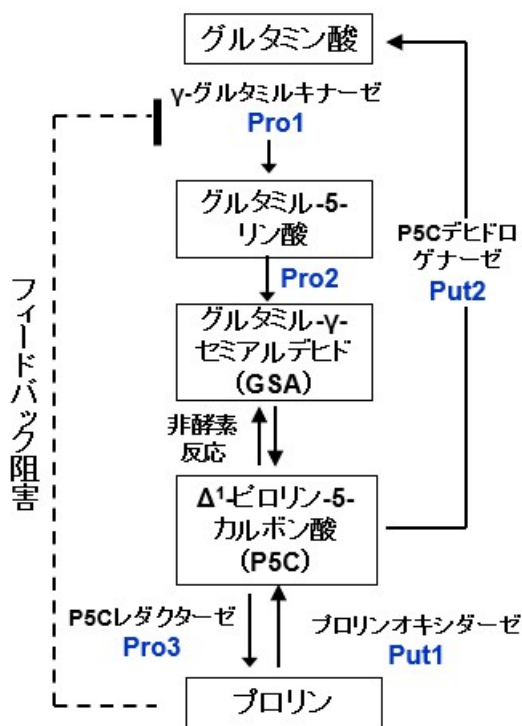 グルタミン酸
γ-グルタミルキナーゼ
Pro1
グルタミル-5-
リン酸
P5Cデヒドロ
ゲナーゼ
Put2
Pro2
グルタミル-γ-
セミアルデヒド
(GSA)
フィードバック阻害
非酵素
反応
Δ¹-ピロリン-5-
カルボン酸
(P5C)
P5Cレダクターゼ
Pro3
プロリンオキシダーゼ
Put1
プロリン